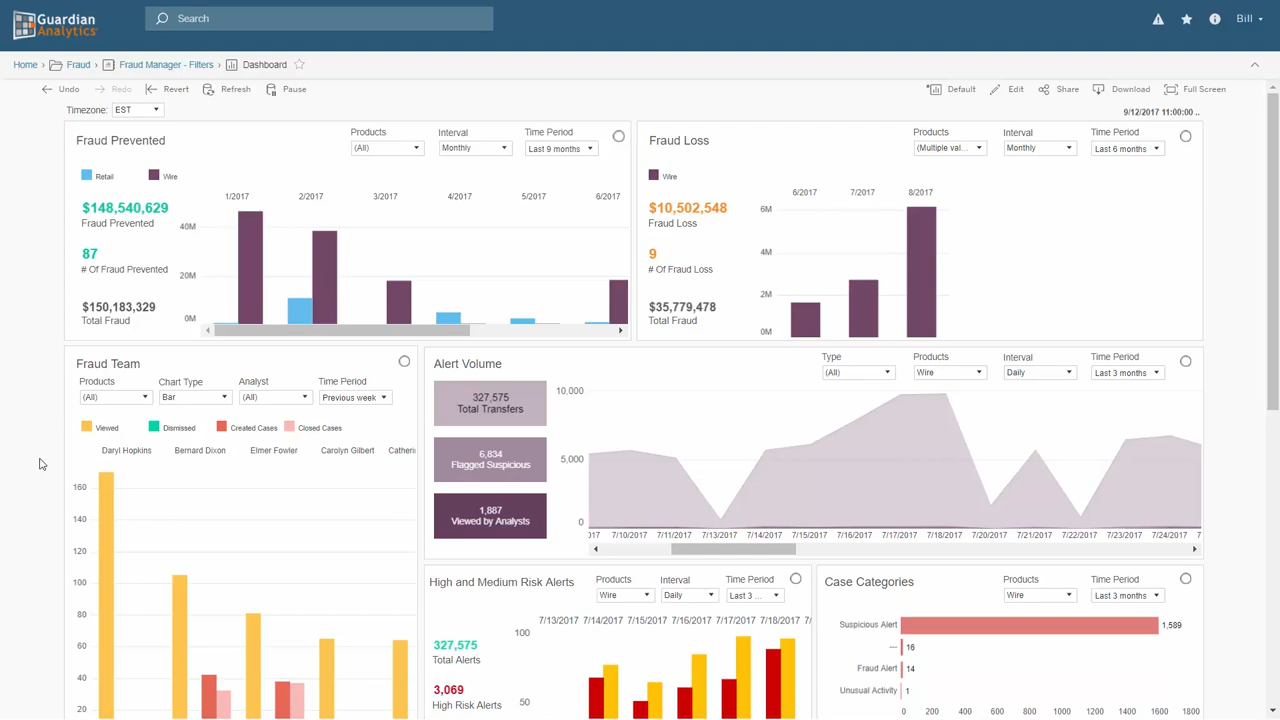 Guardian Analytics
Search
Bill
Home › Fraud › Fraud Manager - Filters › Dashboard
Undo Redo Revert Refresh Pause
Default Edit Share Download Full Screen
Timezone: EST
9/12/2017 11:00:00 ..
Fraud Prevented
Products Interval Time Period
(All) Monthly Last 9 months
Retail Wire
1/2017 2/2017 3/2017 4/2017 5/2017 6/2017
$148,540,629
Fraud Prevented
87
# Of Fraud Prevented
$150,183,329
Total Fraud
40M
20M
0M
Fraud Loss
Products Interval Time Period
(Multiple val... Monthly Last 6 months
Wire
6/2017 7/2017 8/2017
$10,502,548
Fraud Loss
9
# Of Fraud Loss
$35,779,478
Total Fraud
6M
4M
2M
0M
Fraud Team
Products Chart Type Analyst Time Period
(All) Bar (All) Previous week
Viewed Dismissed Created Cases Closed Cases
Daryl Hopkins Bernard Dixon Elmer Fowler Carolyn Gilbert Catheri
160
140
120
100
80
60
40
20
Alert Volume
Type Products Interval Time Period
(All) Wire Daily Last 3 months
327,575
Total Transfers
6,834
Flagged Suspicious
1,887
Viewed by Analysts
10,000
5,000
0
017 7/10/2017 7/11/2017 7/13/2017 7/14/2017 7/15/2017 7/16/2017 7/17/2017 7/18/2017 7/20/2017 7/21/2017 7/22/2017 7/23/2017 7/24/2017 7
High and Medium Risk Alerts
Products Interval Time Period
Wire Daily Last 3 ...
7/13/2017 7/14/2017 7/15/2017 7/16/2017 7/17/2017 7/18/2017 7/
327,575
Total Alerts
3,069
High Risk Alerts
100
50
Case Categories
Products Time Period
Wire Last 3 months
Suspicious Alert 1,589
--- 16
Fraud Alert 14
Unusual Activity 1
0 200 400 600 800 1000 1200 1400 1600 1800